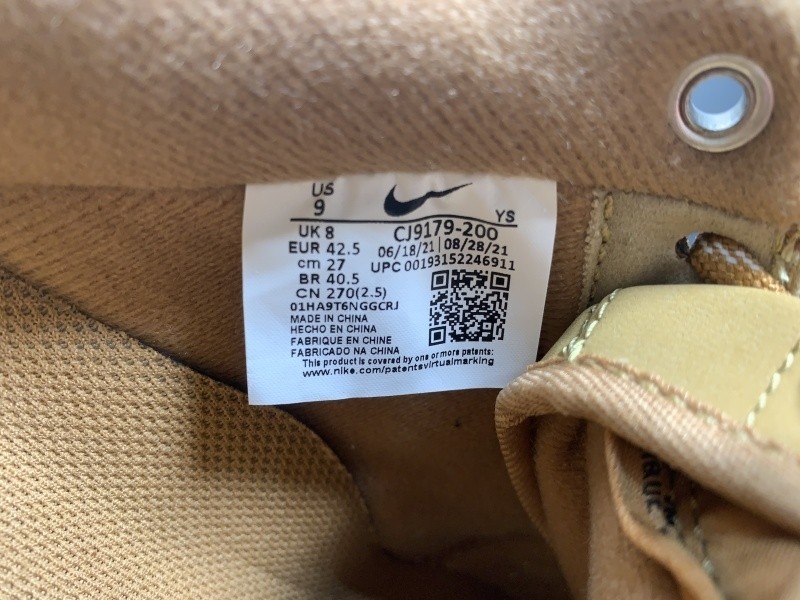 US
9
YS
UK 8
EUR 42.5
cm 27
BR 40.5
CN 270(2.5)
CJ9179-200
06/18/21 08/28/21
UPC 00193152246911
01HA9T6NGGCRJ
MADE IN CHINA
HECHO EN CHINA
FABRIQUE EN CHINE
FABRICADO NA CHINA
This product is covered by one or more patents:
www.nike.com/patentsvirtualmarking